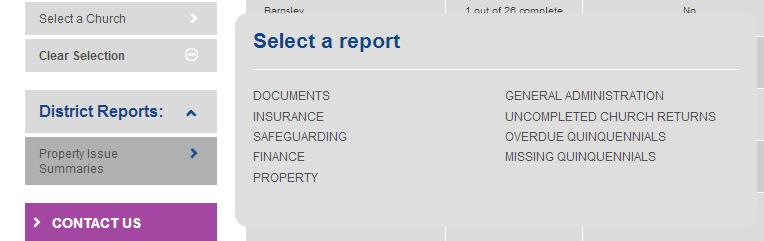 Select a Church
Clear Selection
District Reports:
Property Issue
Summaries
CONTACT US
Barnsley
1 out of 26 complete
No
Select a report
DOCUMENTS
INSURANCE
SAFEGUARDING
FINANCE
PROPERTY
GENERAL ADMINISTRATION
UNCOMPLETED CHURCH RETURNS
OVERDUE QUINQUENNIALS
MISSING QUINQUENNIALS